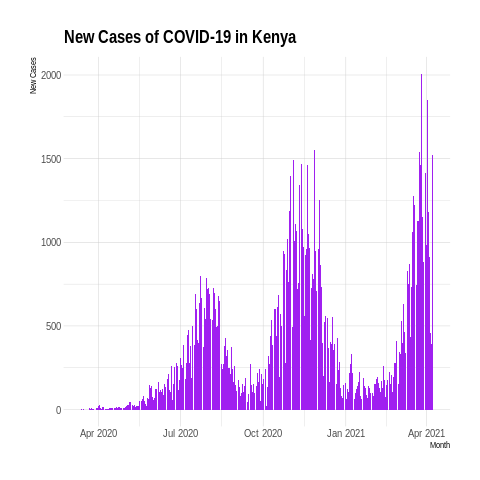 New Cases of COVID-19 in Kenya
New Cases
2000
1500
1000
500
0
Apr 2020
Jul 2020
Oct 2020
Jan 2021
Apr 2021
Month